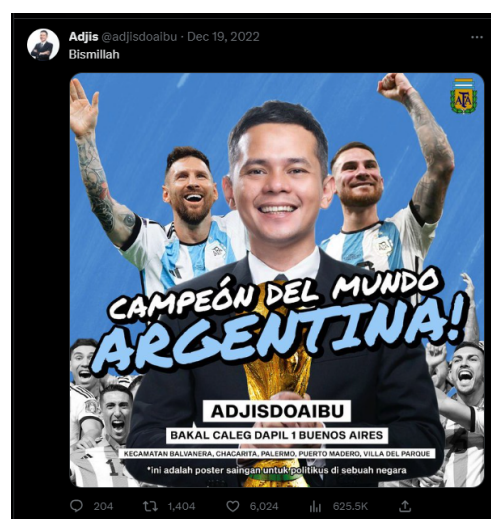 Adjis @adjisdoaibu · Dec 19, 2022
Bismillah
AFA
CAMPEÓN DEL MUNDO
ARGENTINA!
ADJISDOAIBU
BAKAL CALEG DAPIL 1 BUENOS AIRES
KECAMATAN BALVANERA, CHACARITA, PALERMO, PUERTO MADERO, VILLA DEL PARQUE
*ini adalah poster saingan untuk politikus di sebuah negara
204 1,404 6,024 625.5K